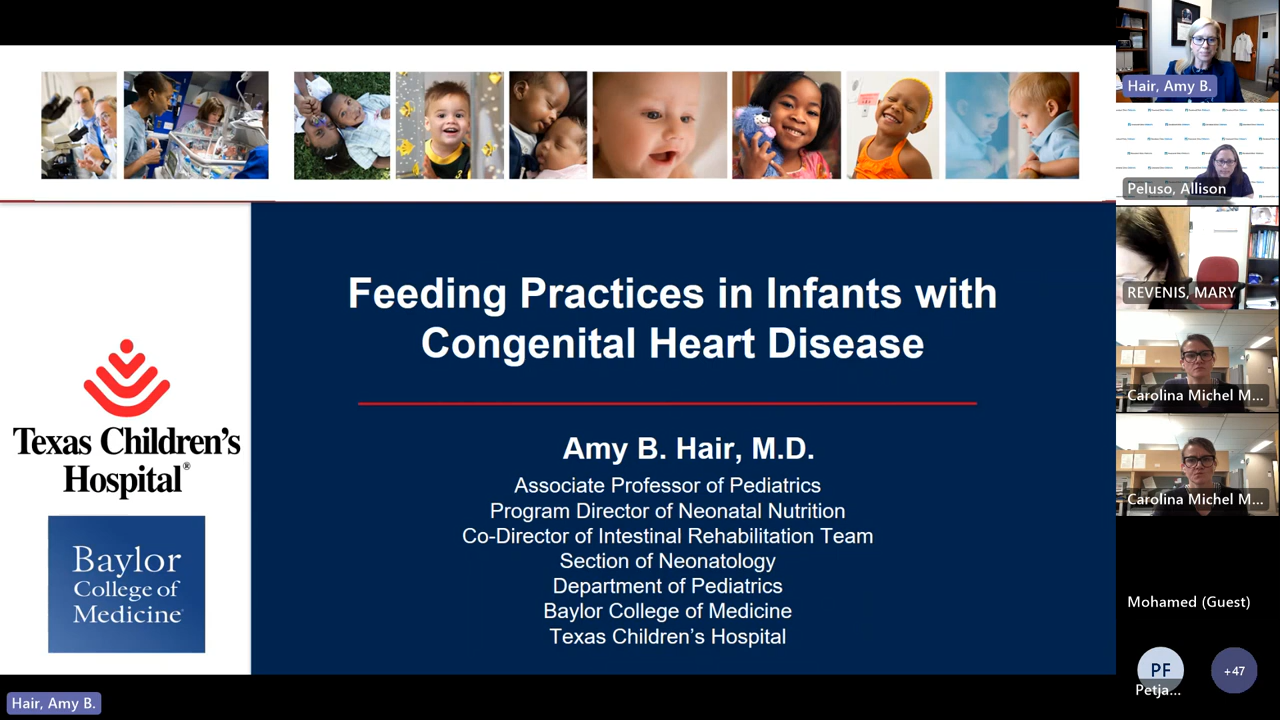 Feeding Practices in Infants with
Congenital Heart Disease
Amy B. Hair, M.D.
Associate Professor of Pediatrics
Program Director of Neonatal Nutrition
Co-Director of Intestinal Rehabilitation Team
Section of Neonatology
Department of Pediatrics
Baylor College of Medicine
Texas Children's Hospital
Texas Children's
Hospital®
Baylor
College of
Medicine
Hair, Amy B.
Hair, Amy B.
Peluso, Allison
REVENIS, MARY
Carolina Michel M...
Carolina Michel M...
Mohamed (Guest)
PF
Petja...
+47